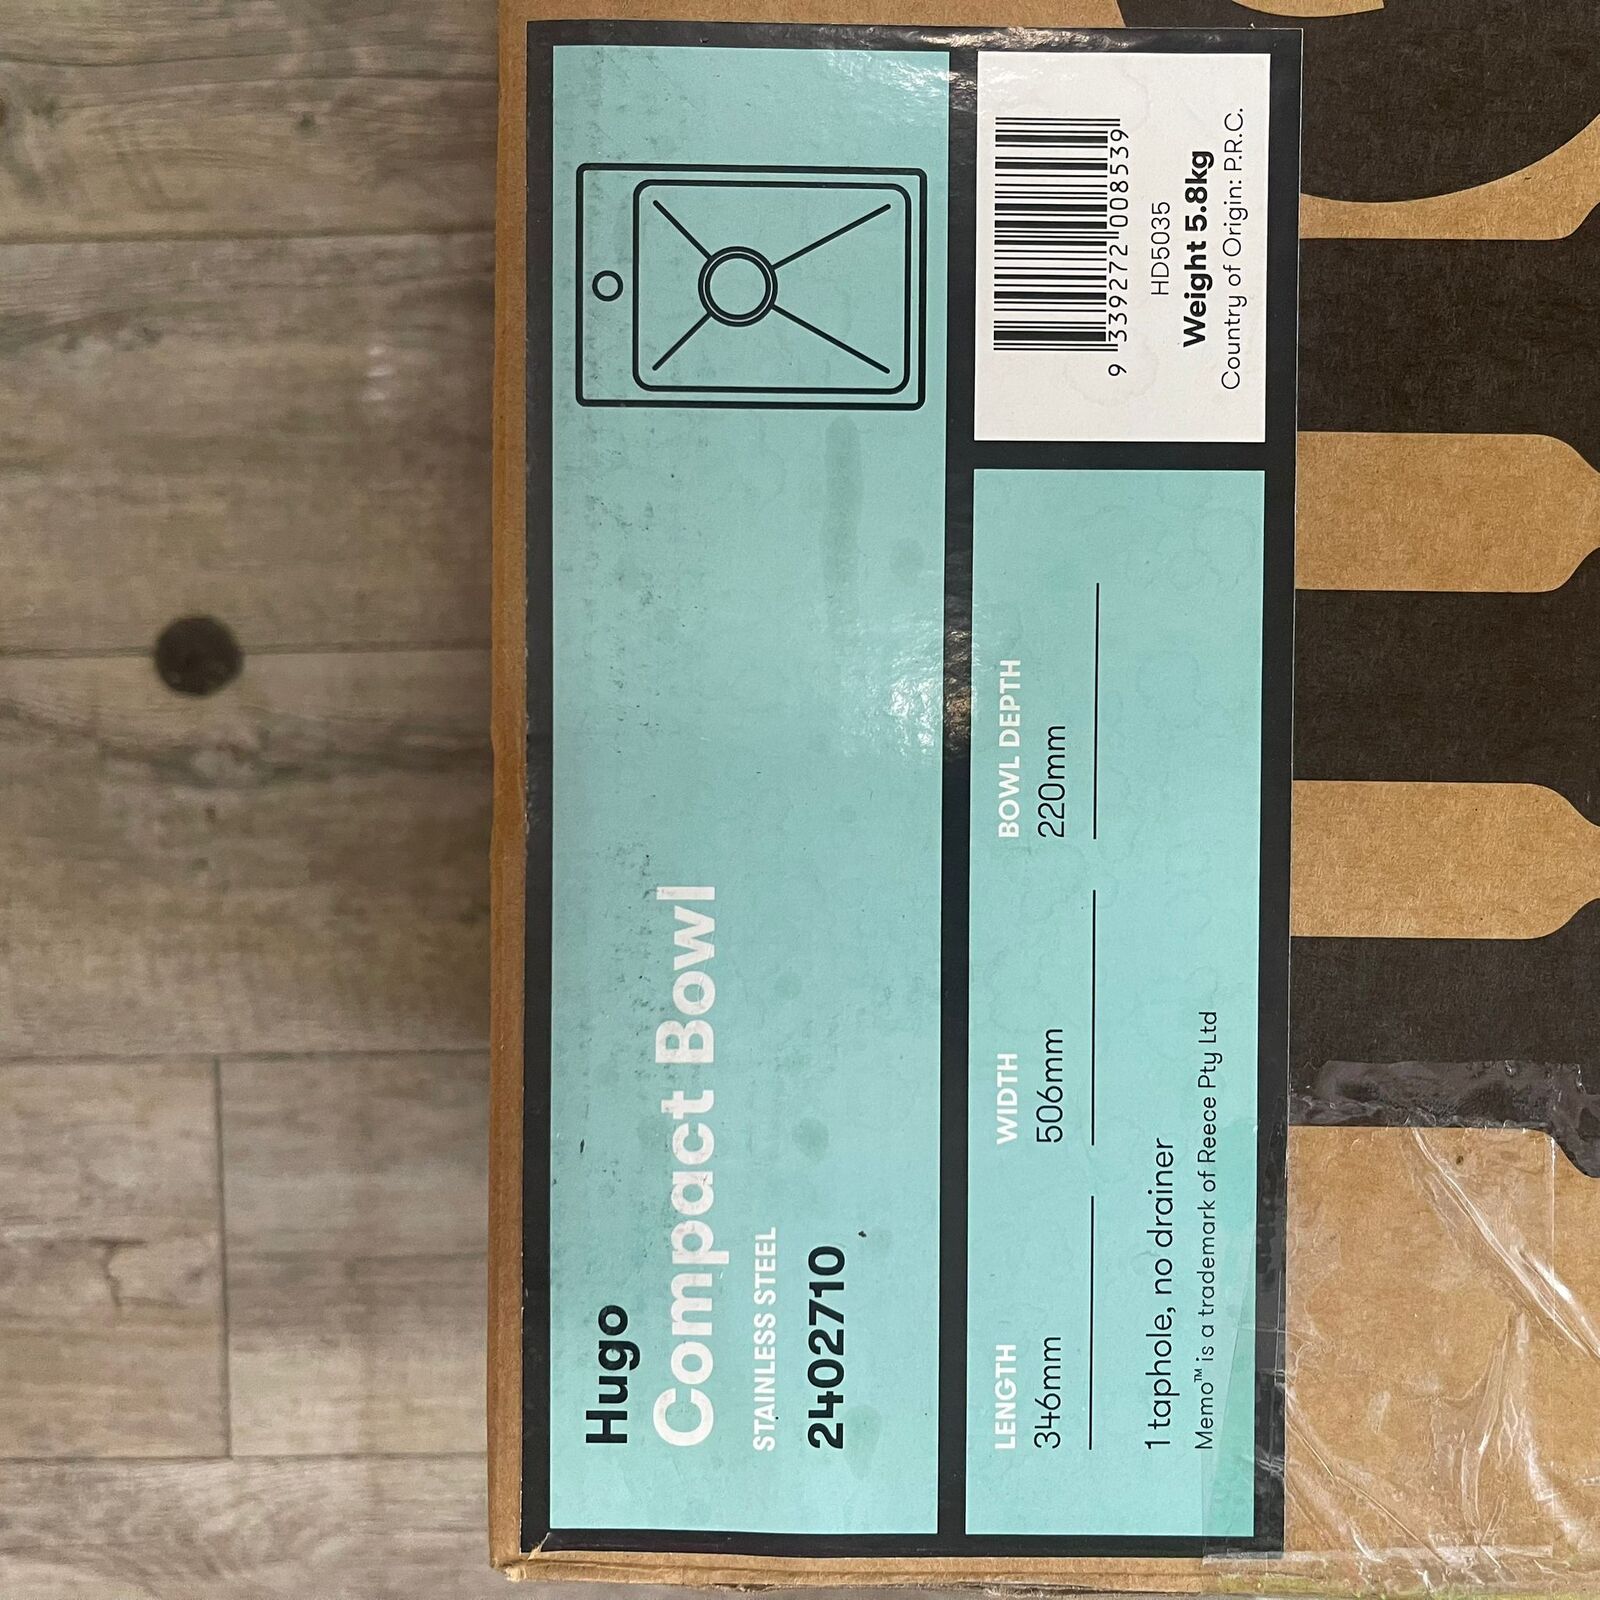 Hugo
Compact Bowl
STAINLESS STEEL
2402710
LENGTH
346mm
WIDTH
506mm
BOWL DEPTH
220mm
1 taphole, no drainer
Memo™ is a trademark of Reece Pty Ltd
9 339272 008539
HD5035
Weight 5.8kg
Country of Origin: P.R.C.